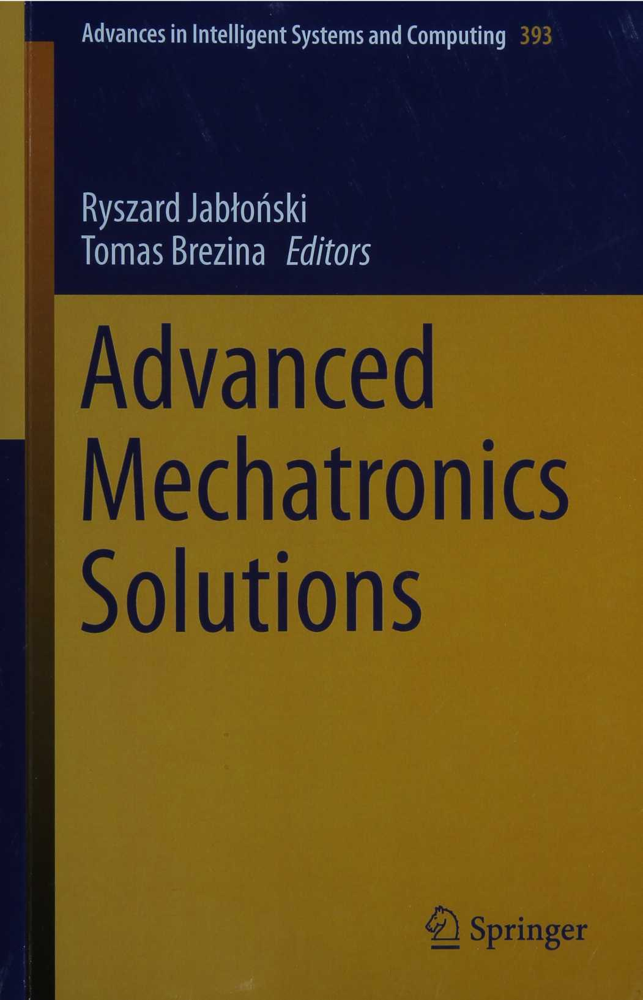 Advances in Intelligent Systems and Computing 393
Ryszard Jabłoński
Tomas Brezina Editors
Advanced
Mechatronics
Solutions
Springer